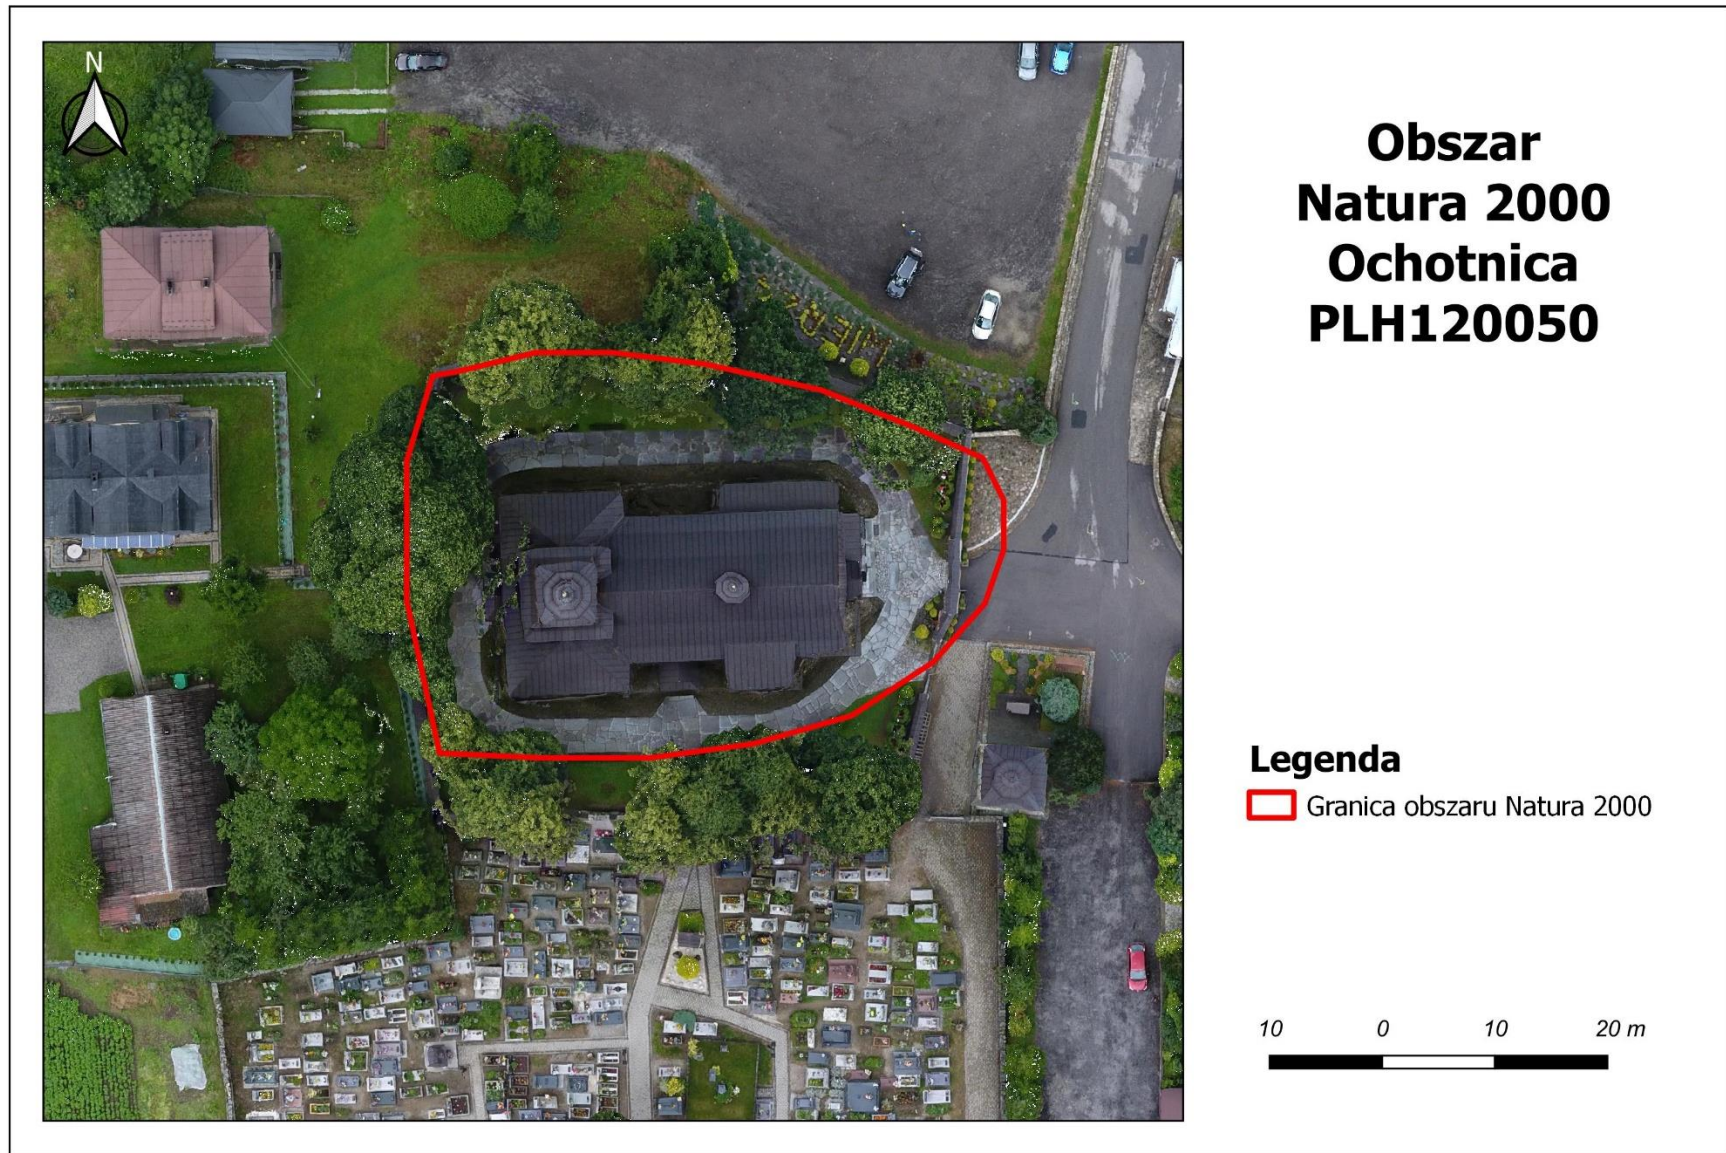 N
Obszar
Natura 2000
Ochotnica
PLH120050
Legenda
Granica obszaru Natura 2000
10 0 10 20 m